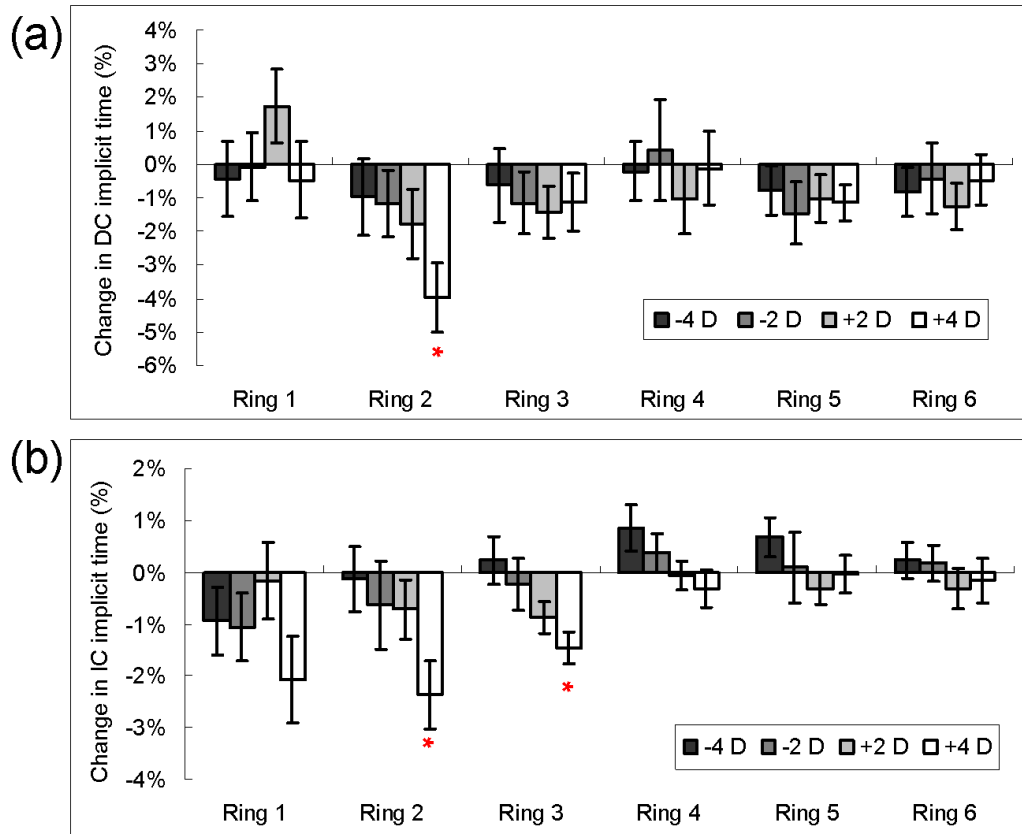 (a)
Change in DC implicit time (%)
4%
3%
2%
1%
0%
-1%
-2%
-3%
-4%
-5%
-6%
*
-4 D -2 D +2 D +4 D
Ring 1 Ring 2 Ring 3 Ring 4 Ring 5 Ring 6
(b)
Change in IC implicit time (%)
2%
1%
0%
-1%
-2%
-3%
-4%
*
*
-4 D -2 D +2 D +4 D
Ring 1 Ring 2 Ring 3 Ring 4 Ring 5 Ring 6